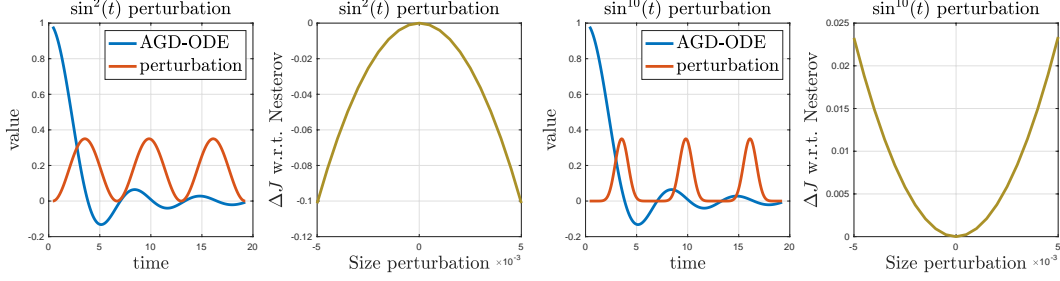 sin²(t) perturbation
1
0.8
0.6
0.4
0.2
0
-0.2
0
5
10
15
20
value
time
AGD-ODE
perturbation
sin²(t) perturbation
0
-0.02
-0.04
-0.06
-0.08
-0.1
-0.12
-5
0
5
ΔJ w.r.t. Nesterov
Size perturbation ×10⁻³
sin¹⁰(t) perturbation
1
0.8
0.6
0.4
0.2
0
-0.2
0
5
10
15
20
value
time
AGD-ODE
perturbation
sin¹⁰(t) perturbation
0.025
0.02
0.015
0.01
0.005
0
-5
0
5
ΔJ w.r.t. Nesterov
Size perturbation ×10⁻³